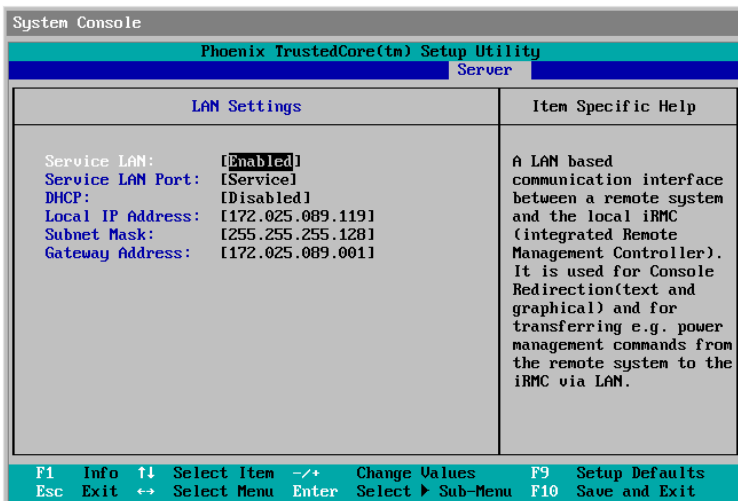 System Console
Phoenix TrustedCore(tm) Setup Utility
Server
LAN Settings
Item Specific Help
Service LAN: [Enabled]
Service LAN Port: [Service]
DHCP: [Disabled]
Local IP Address: [172.025.089.119]
Subnet Mask: [255.255.255.128]
Gateway Address: [172.025.089.001]
A LAN based
communication interface
between a remote system
and the local iRMC
(integrated Remote
Management Controller).
It is used for Console
Redirection(text and
graphical) and for
transferring e.g. power
management commands from
the remote system to the
iRMC via LAN.
F1 Info ↑↓ Select Item -/+ Change Values F9 Setup Defaults
Esc Exit ↔ Select Menu Enter Select ▶ Sub-Menu F10 Save and Exit